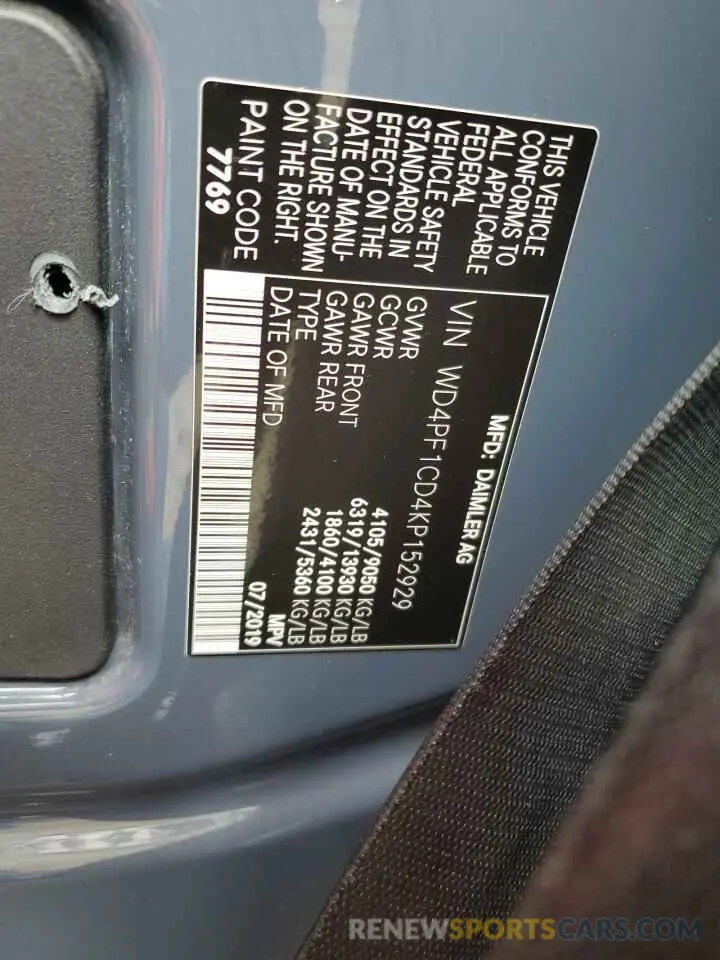 THIS VEHICLE
CONFORMS TO
ALL APPLICABLE
FEDERAL
VEHICLE SAFETY
STANDARDS IN
EFFECT ON THE
DATE OF MANU-
FACTURE SHOWN
ON THE RIGHT.
PAINT CODE
7769
MFD: DAIMLER AG
VIN WD4PF1CD4KP152929
GVWR 4105/9050 KG/LB
GCWR 6319/13930 KG/LB
GAWR FRONT 1860/4100 KG/LB
GAWR REAR 2431/5360 KG/LB
TYPE MPV
DATE OF MFD 07/2019
RENEWSPORTSCARS.COM